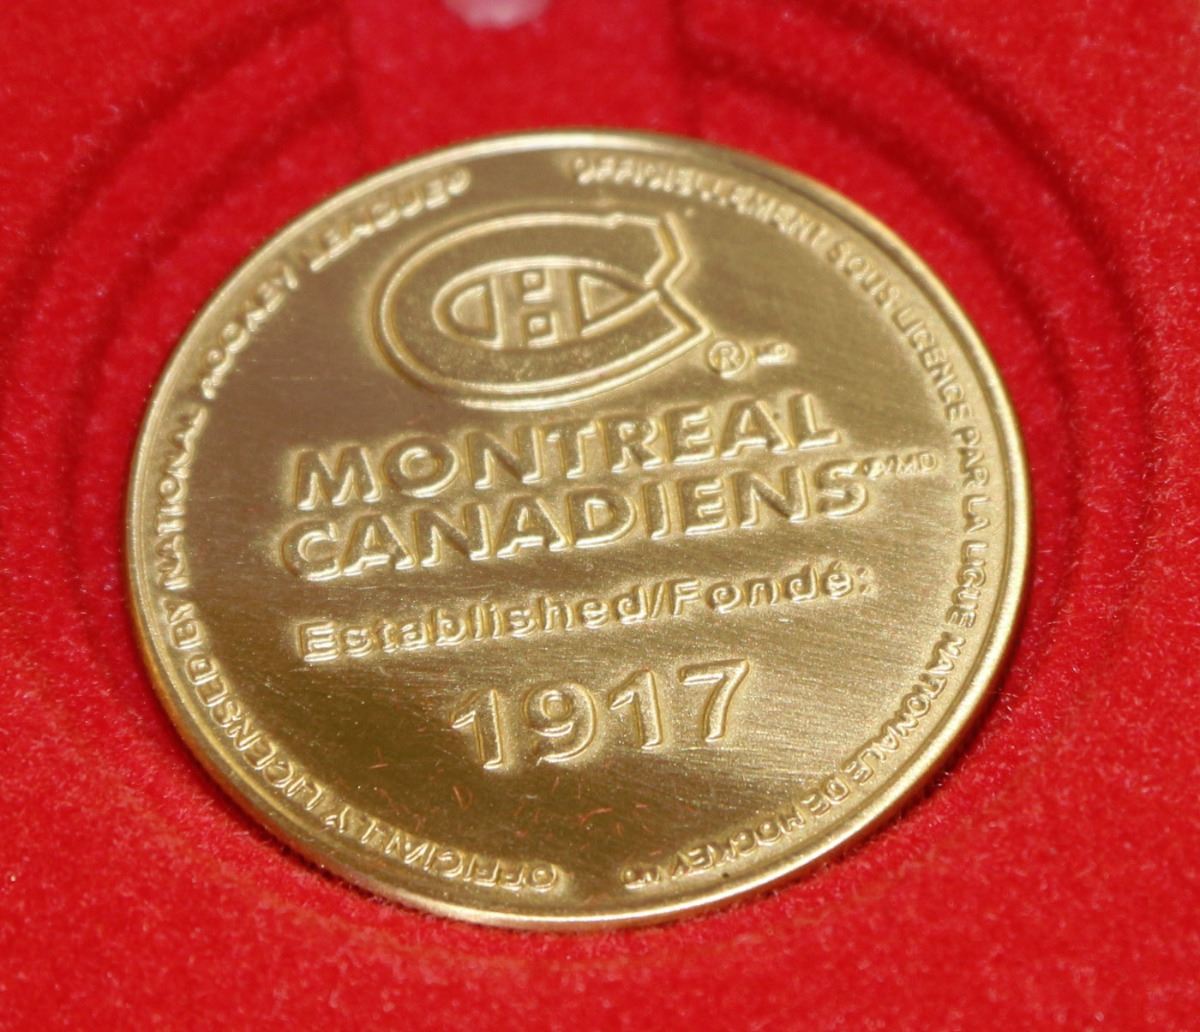 CH
® MD
MONTREAL
CANADIENS
Established/Fondé:
1917
OFFICIALLY LICENSED BY NATIONAL HOCKEY LEAGUE®
OFFICIELLEMENT SOUS LICENCE PAR LA LIGUE NATIONALE DE HOCKEY